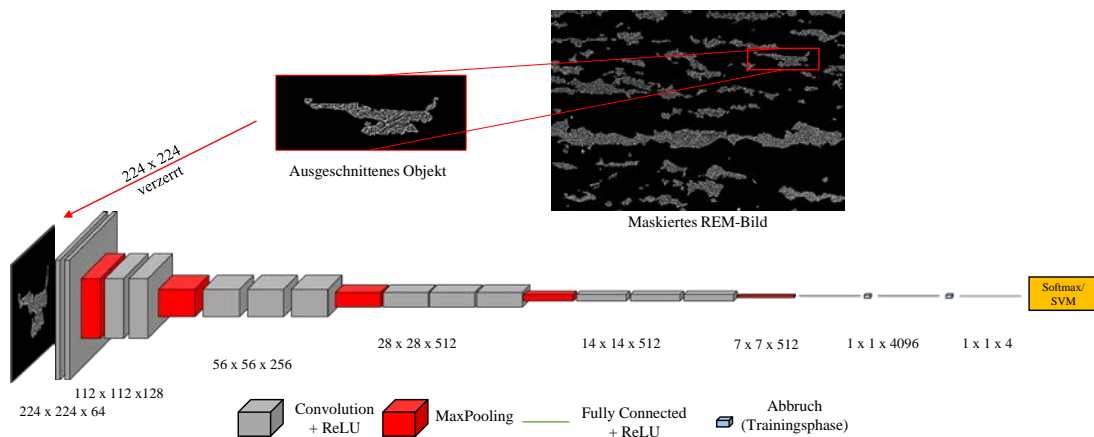 224 x 224
verzerrt
Ausgeschnittenes Objekt
Maskiertes REM-Bild
Softmax/
SVM
224 x 224 x 64
112 x 112 x128
56 x 56 x 256
28 x 28 x 512
14 x 14 x 512
7 x 7 x 512
1 x 1 x 4096
1 x 1 x 4
Convolution
+ ReLU
MaxPooling
Fully Connected
+ ReLU
Abbruch
(Trainingsphase)